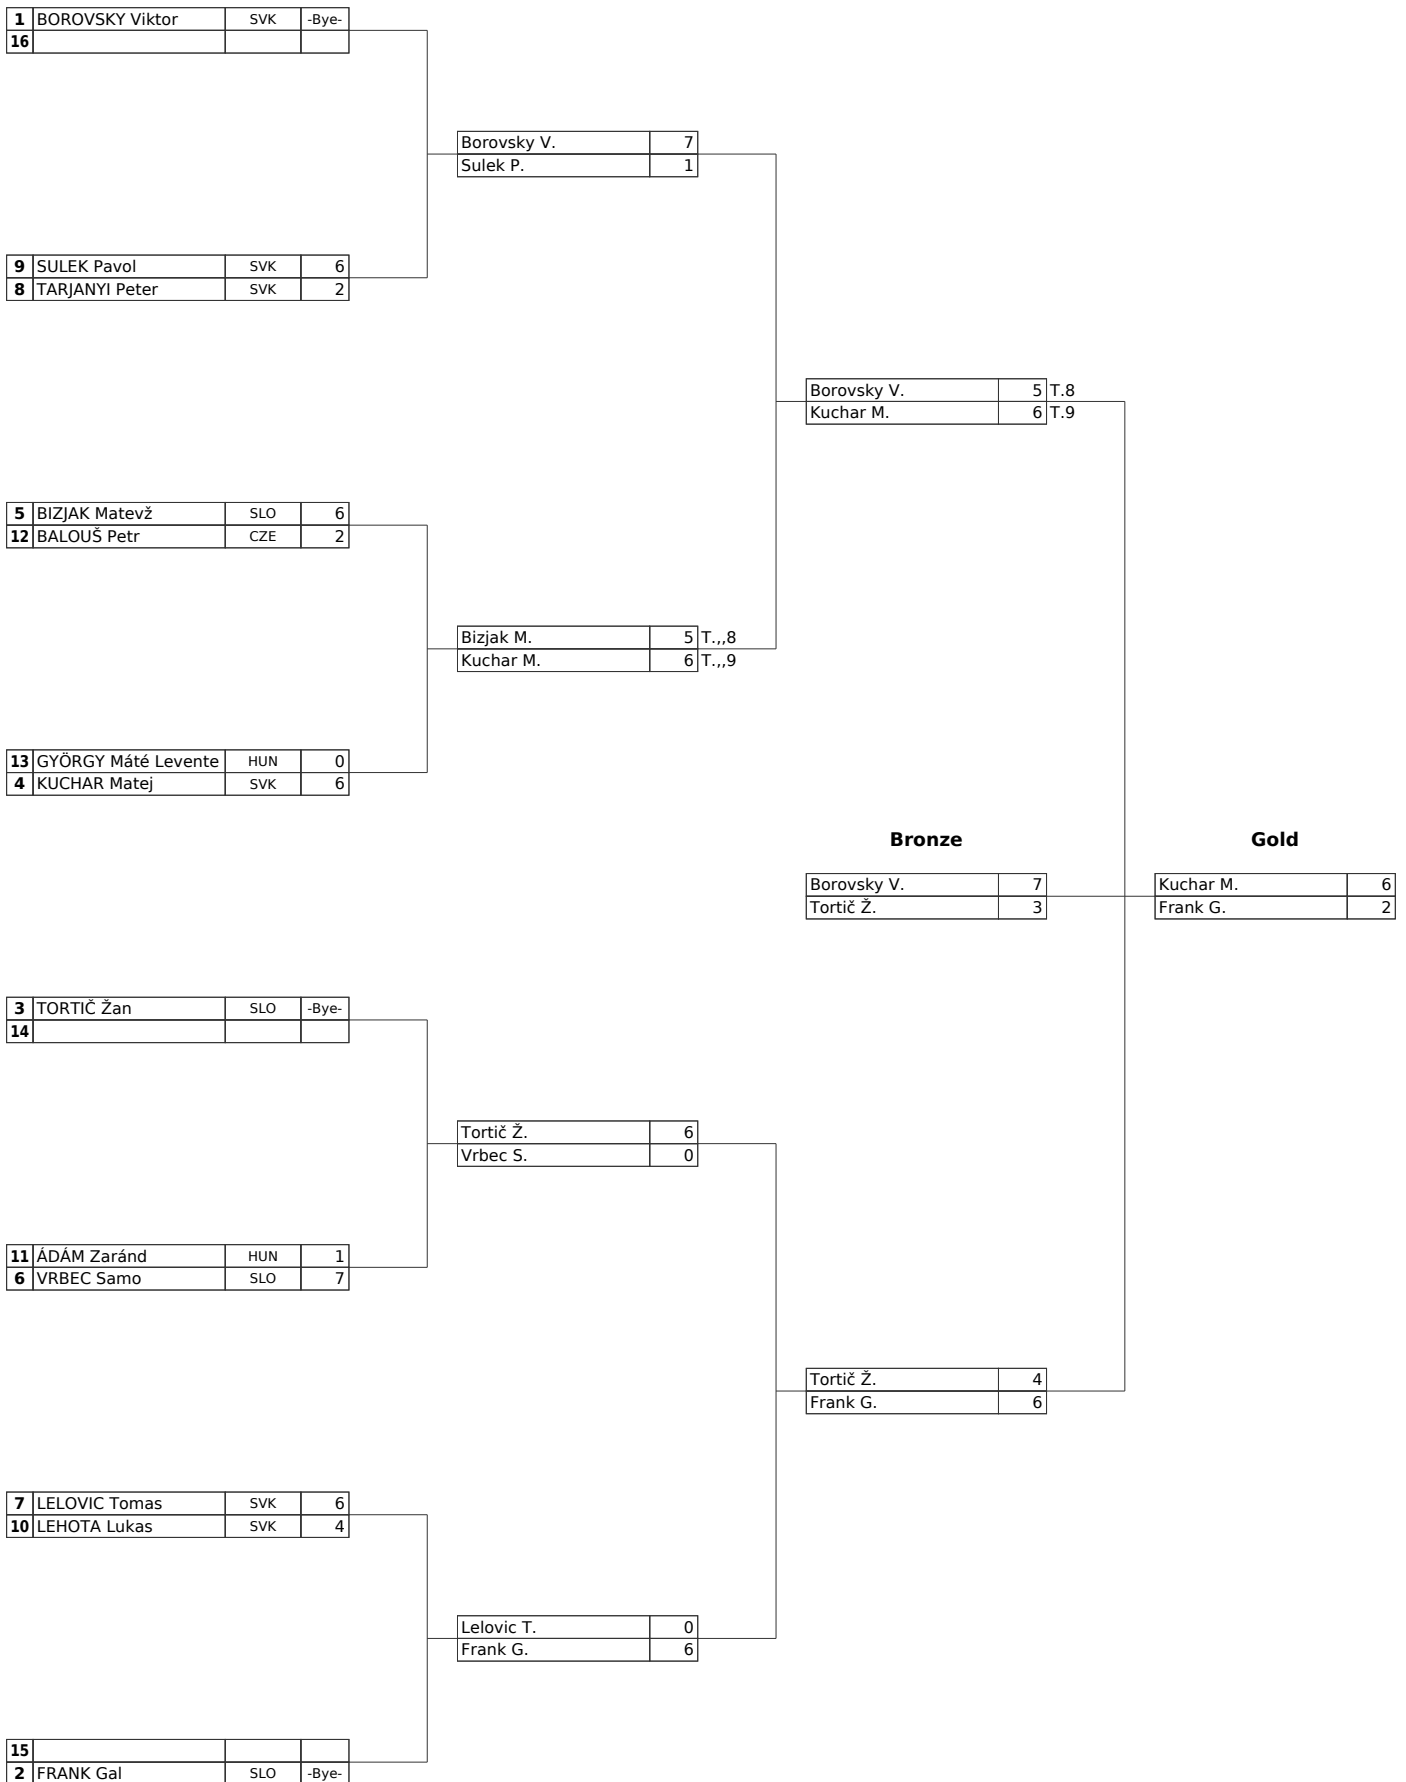 1 BOROVSKY Viktor SVK -Bye-
16
Borovsky V. 7
Sulek P. 1
9 SULEK Pavol SVK 6
8 TARJANYI Peter SVK 2
Borovsky V. 5 T.8
Kuchar M. 6 T.9
5 BIZJAK Matevž SLO 6
12 BALOUŠ Petr CZE 2
Bizjak M. 5 T.,,8
Kuchar M. 6 T.,,9
13 GYÖRGY Máté Levente HUN 0
4 KUCHAR Matej SVK 6
Bronze Gold
Borovsky V. 7 Kuchar M. 6
Tortič Ž. 3 Frank G. 2
3 TORTIČ Žan SLO -Bye-
14
Tortič Ž. 6
Vrbec S. 0
11 ÁDÁM Zaránd HUN 1
6 VRBEC Samo SLO 7
Tortič Ž. 4
Frank G. 6
7 LELOVIC Tomas SVK 6
10 LEHOTA Lukas SVK 4
Lelovic T. 0
Frank G. 6
15
2 FRANK Gal SLO -Bye-